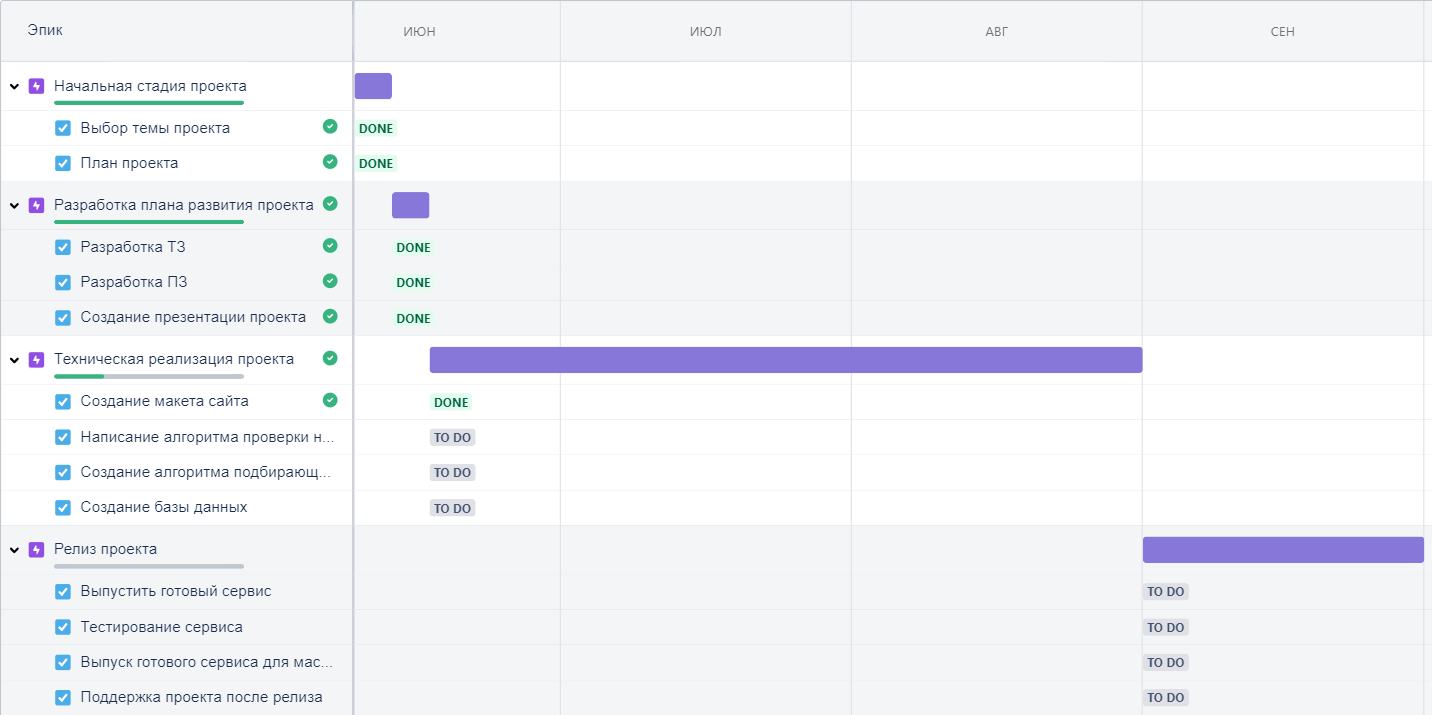 Эпик ИЮН ИЮЛ АВГ СЕН
Начальная стадия проекта
Выбор темы проекта DONE
План проекта DONE
Разработка плана развития проекта
Разработка ТЗ DONE
Разработка ПЗ DONE
Создание презентации проекта DONE
Техническая реализация проекта
Создание макета сайта DONE
Написание алгоритма проверки н... TO DO
Создание алгоритма подбирающ... TO DO
Создание базы данных TO DO
Релиз проекта
Выпустить готовый сервис TO DO
Тестирование сервиса TO DO
Выпуск готового сервиса для мас... TO DO
Поддержка проекта после релиза TO DO